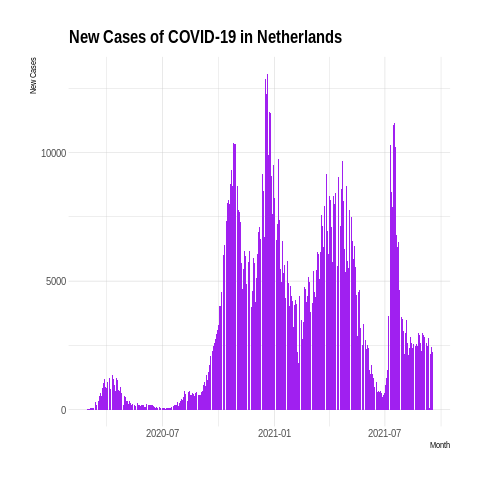 New Cases of COVID-19 in Netherlands
New Cases
10000
5000
0
2020-07 2021-01 2021-07
Month